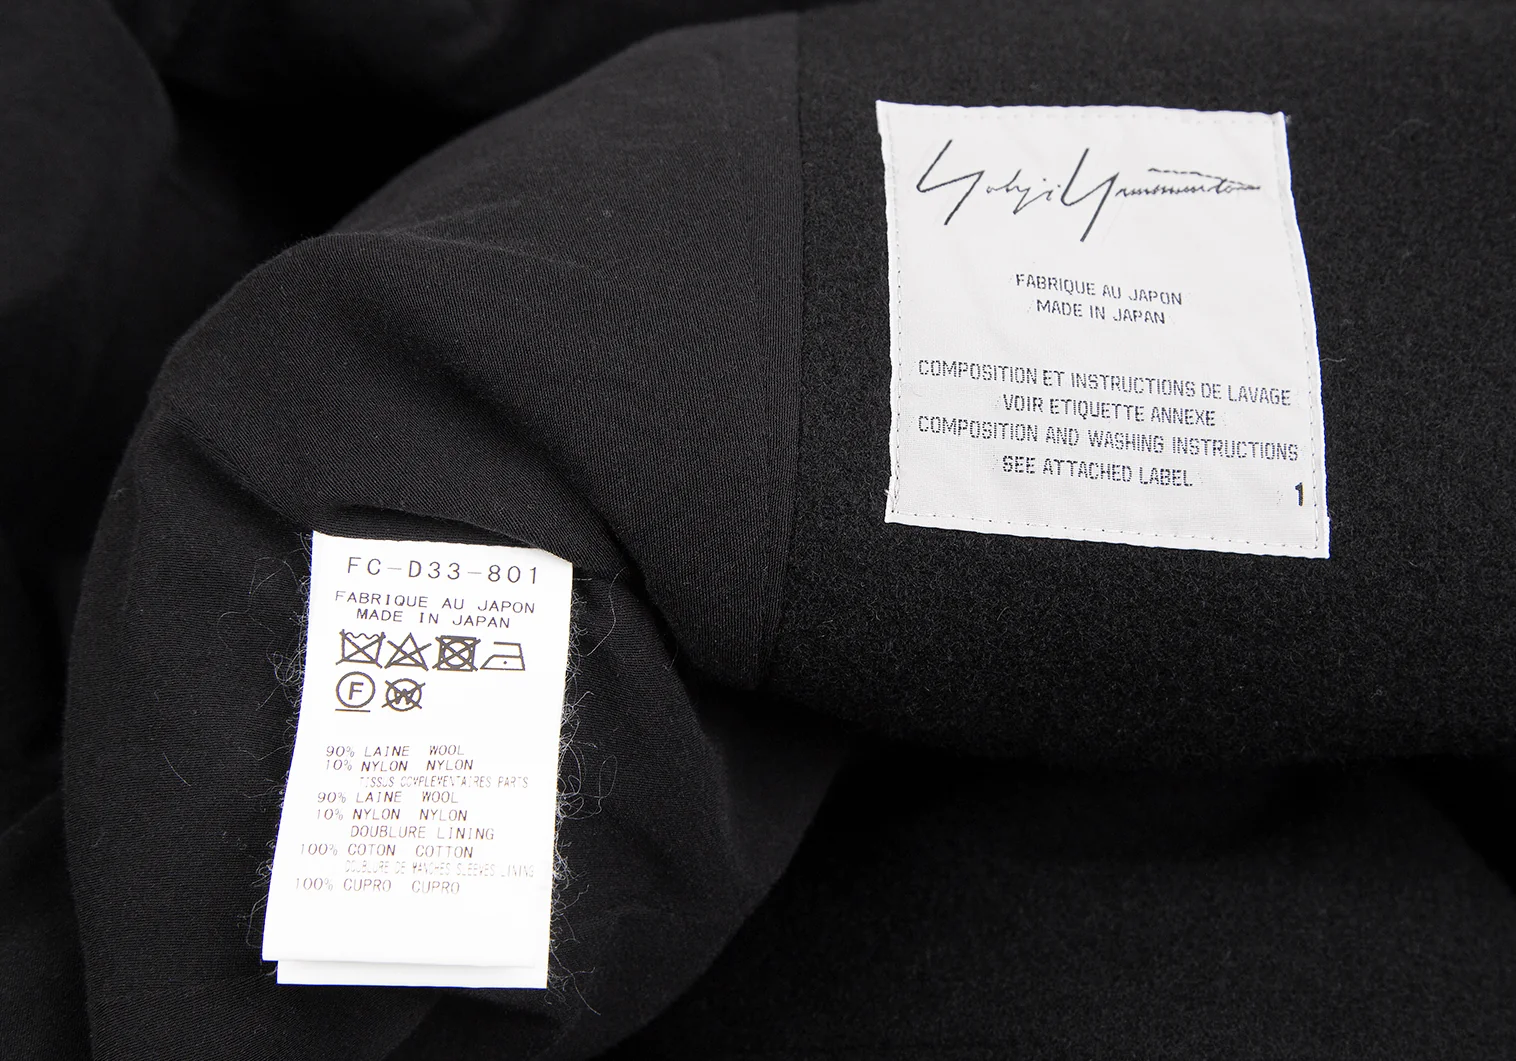 Yohji Yamamoto
FABRIQUE AU JAPON
MADE IN JAPAN
COMPOSITION ET INSTRUCTIONS DE LAVAGE
VOIR ETIQUETTE ANNEXE
COMPOSITION AND WASHING INSTRUCTIONS
SEE ATTACHED LABEL
1
FC-D33-801
FABRIQUE AU JAPON
MADE IN JAPAN
F
W
90% LAINE WOOL
10% NYLON NYLON
TISSUS COMPLEMENTAIRES PARTS
90% LAINE WOOL
10% NYLON NYLON
DOUBLURE LINING
100% COTON COTTON
DOUBLURE DE MANCHES SLEEVES LINING
100% CUPRO CUPRO